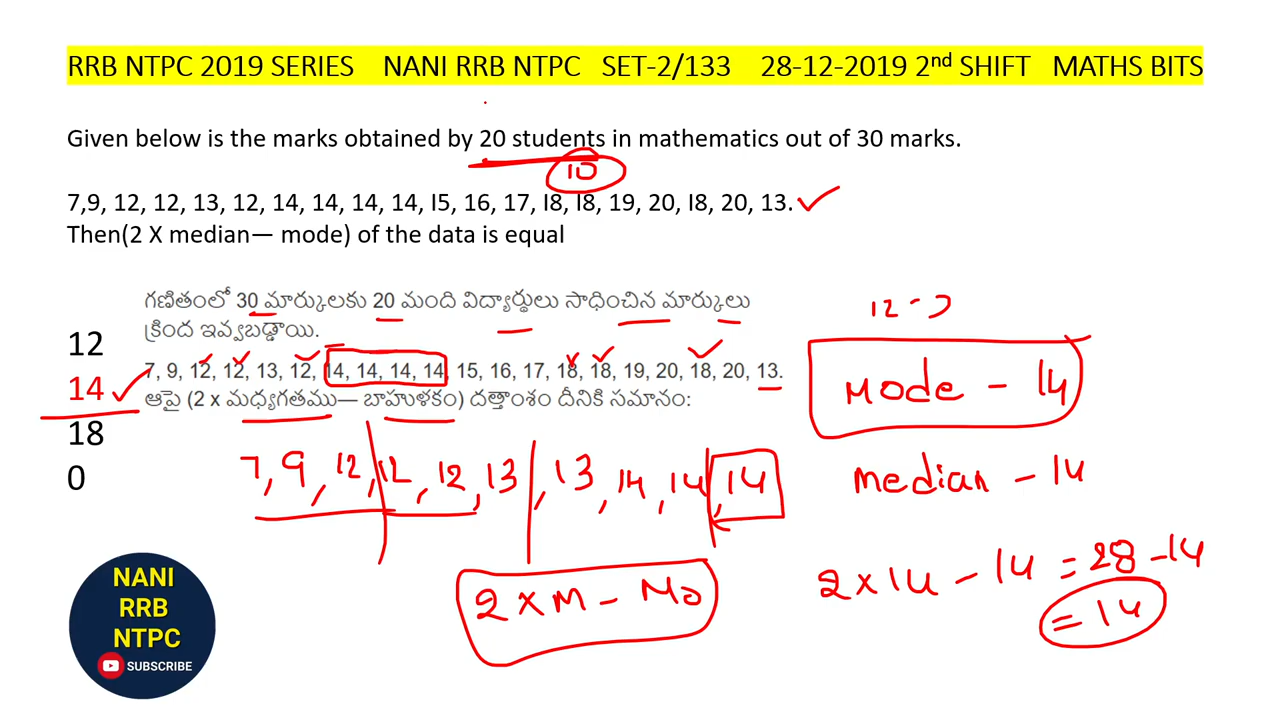 RRB NTPC 2019 SERIES NANI RRB NTPC SET-2/133 28-12-2019 2nd SHIFT MATHS BITS
Given below is the marks obtained by 20 students in mathematics out of 30 marks.
10
7,9, 12, 12, 13, 12, 14, 14, 14, 14, I5, 16, 17, I8, I8, 19, 20, I8, 20, 13.
Then(2 X median— mode) of the data is equal
గణితంలో 30 మార్కులకు 20 మంది విద్యార్థులు సాధించిన మార్కులు
క్రింద ఇవ్వబడ్డాయి.
7, 9, 12, 12, 13, 12, 14, 14, 14, 14, 15, 16, 17, 18, 18, 19, 20, 18, 20, 13.
ఆపై (2 x మధ్యగతము— బాహుళకం) దత్తాంశం దీనికి సమానం:
12
14
18
0
12 - 3
Mode - 14
7, 9, 12, 12, 12, 13, 13, 14, 14, 14
median - 14
2 x M - Mo
2 x 14 - 14 = 28 - 14
= 14
NANI
RRB
NTPC
SUBSCRIBE